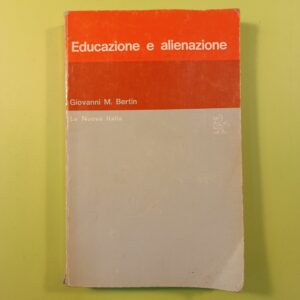 Educazione e alienazione
Giovanni M. Bertin
La Nuova Italia